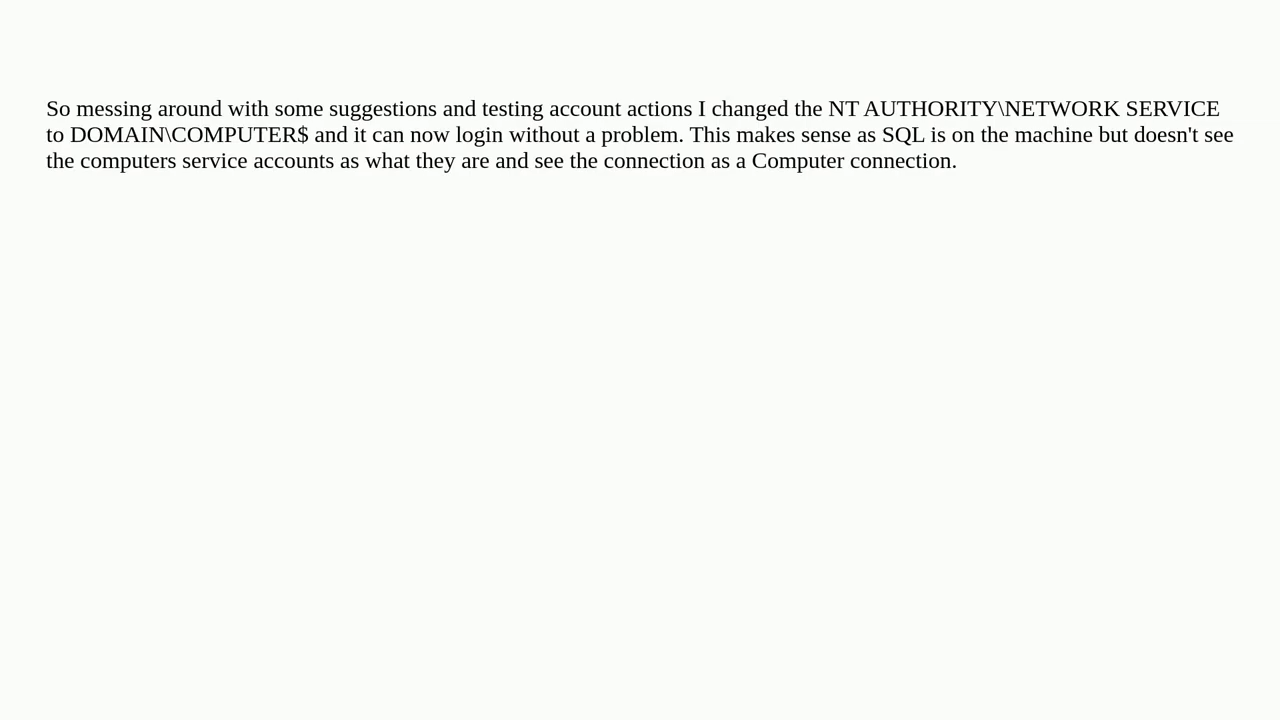 So messing around with some suggestions and testing account actions I changed the NT AUTHORITY\NETWORK SERVICE
to DOMAIN\COMPUTER$ and it can now login without a problem. This makes sense as SQL is on the machine but doesn't see
the computers service accounts as what they are and see the connection as a Computer connection.